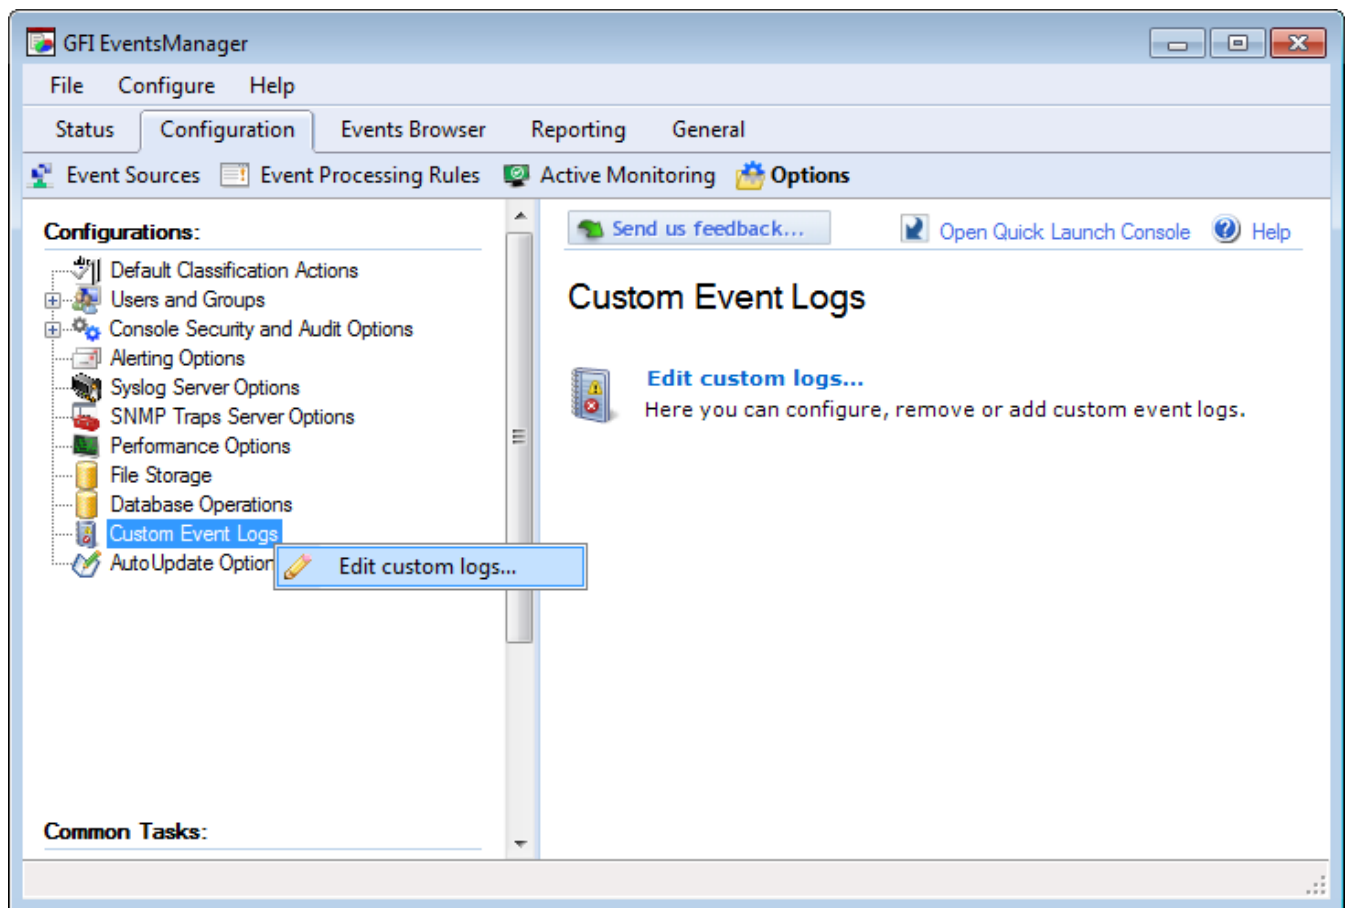 GFI EventsManager
File Configure Help
Status Configuration Events Browser Reporting General
Event Sources Event Processing Rules Active Monitoring Options
Configurations:
Default Classification Actions
Users and Groups
Console Security and Audit Options
Alerting Options
Syslog Server Options
SNMP Traps Server Options
Performance Options
File Storage
Database Operations
Custom Event Logs
AutoUpdate Option
Edit custom logs...
Common Tasks:
Send us feedback... Open Quick Launch Console Help
Custom Event Logs
Edit custom logs...
Here you can configure, remove or add custom event logs.